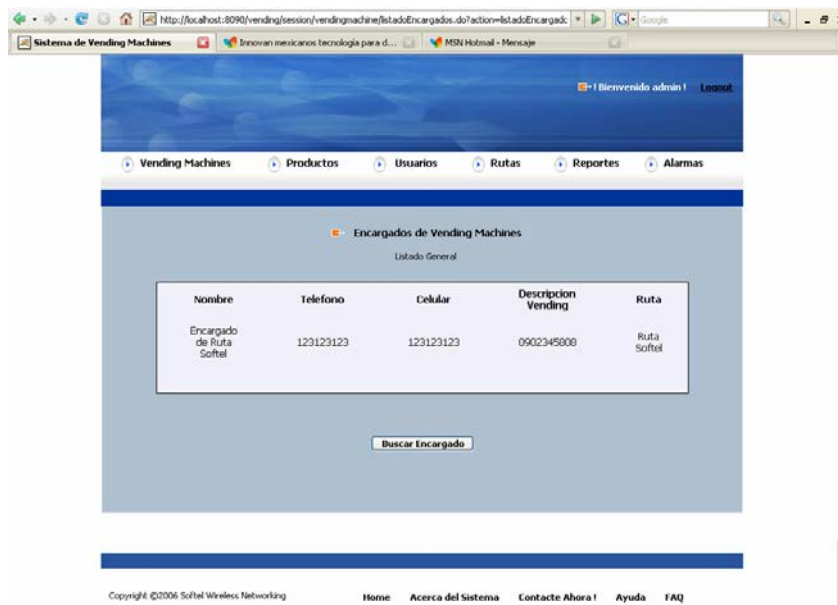 http://localhost:8090/vending/session/vendingmachine/listadoEncargados.do?action=listadoEncargadc
Google
Sistema de Vending Machines
Innovan mexicanos tecnología para d...
MSN Hotmail - Mensaje
! Bienvenido admin !
Logout
Vending Machines
Productos
Usuarios
Rutas
Reportes
Alarmas
Encargados de Vending Machines
Listado General
Nombre
Telefono
Celular
Descripcion
Vending
Ruta
Encargado
de Ruta
Softel
123123123
123123123
0902345808
Ruta
Softel
Buscar Encargado
Copyright ©2006 Softel Wireless Networking
Home
Acerca del Sistema
Contacte Ahora !
Ayuda
FAQ